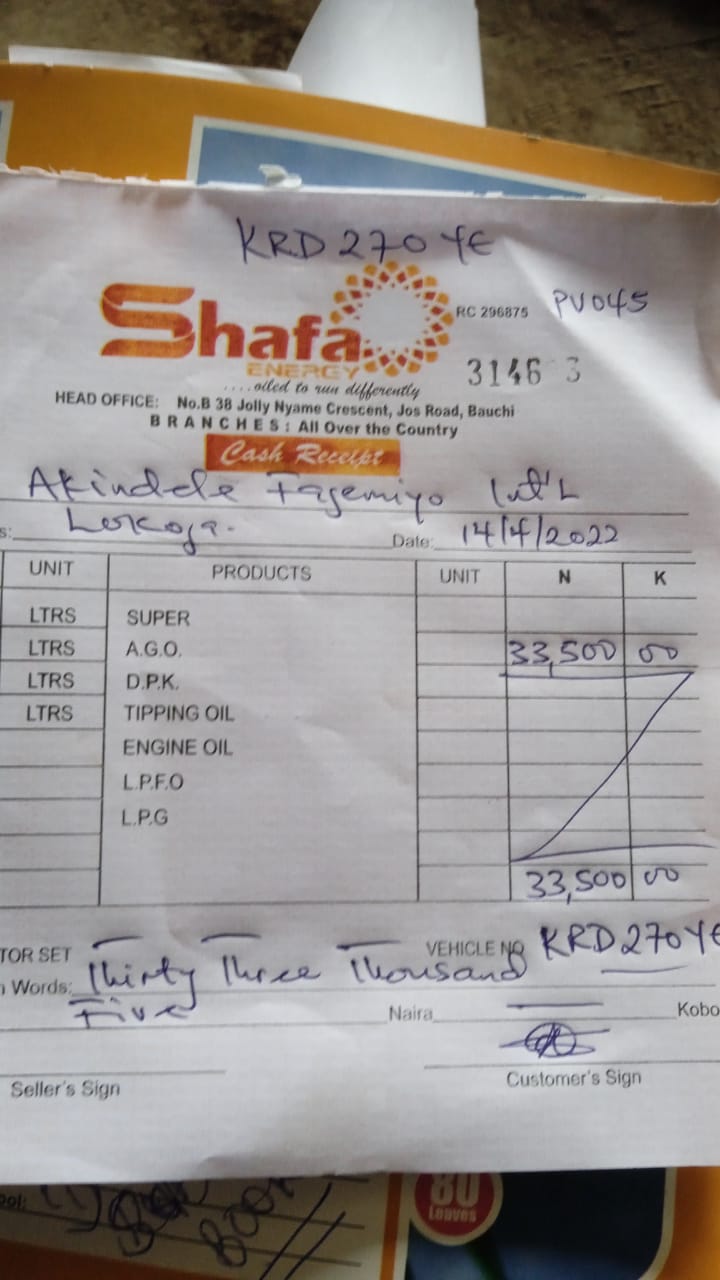 KRD 270 YE
Shafa RC 296875 PV045
ENERGY 3146 3
....oiled to run differently
HEAD OFFICE: No.B 38 Jolly Nyame Crescent, Jos Road, Bauchi
BRANCHES: All Over the Country
Cash Receipt
Akindele Fasemiyo Int'L
s: Lokoja. Date: 14/4/2022
UNIT PRODUCTS UNIT N K
LTRS SUPER
LTRS A.G.O. 33,500 00
LTRS D.P.K.
LTRS TIPPING OIL
ENGINE OIL
L.P.F.O
L.P.G
33,500 00
TOR SET VEHICLE NO KRD 270 YE
n Words: Thirty Three Thousand
Five Naira Kobo
Seller's Sign Customer's Sign
80
Leaves